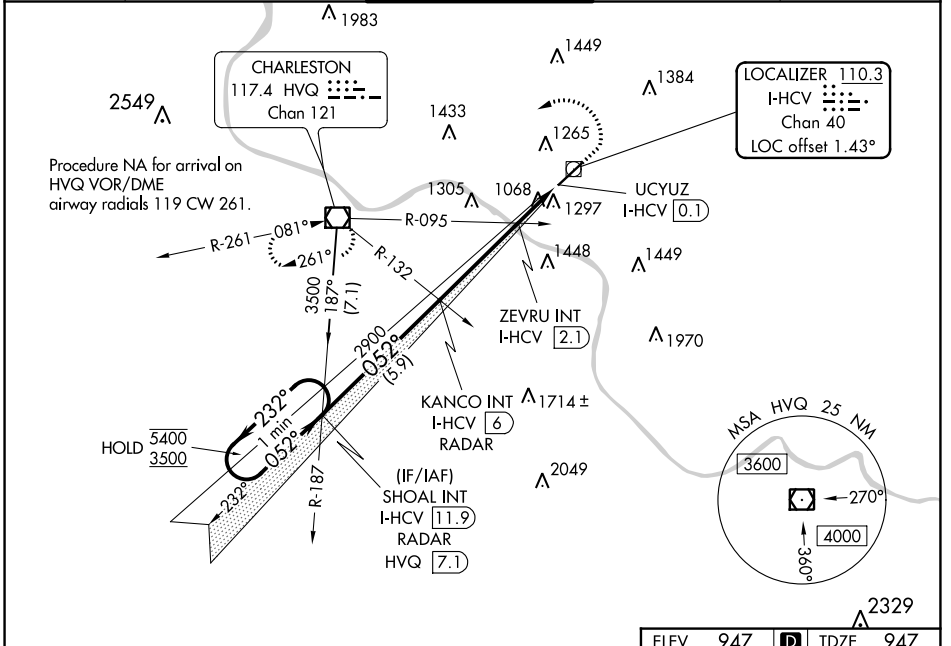 1983
1449
CHARLESTON
117.4 HVQ
Chan 121
1384
LOCALIZER 110.3
I-HCV
Chan 40
LOC offset 1.43°
2549
1433
1265
Procedure NA for arrival on
HVQ VOR/DME
airway radials 119 CW 261.
1305
1068
1297
UCYUZ
I-HCV 0.1
R-095
R-261
081°
261°
R-132
1448
1449
3500
187°
(7.1)
ZEVRU INT
I-HCV 2.1
1970
2900
052°
(5.9)
KANCO INT
I-HCV 6
RADAR
1714 ±
HOLD 5400
3500
232°
1 min
052°
232°
R-187
(IF/IAF)
SHOAL INT
I-HCV 11.9
RADAR
HVQ 7.1
2049
MSA HVQ 25 NM
3600
270°
4000
360°
2329
ELEV 947 D TDZE 947